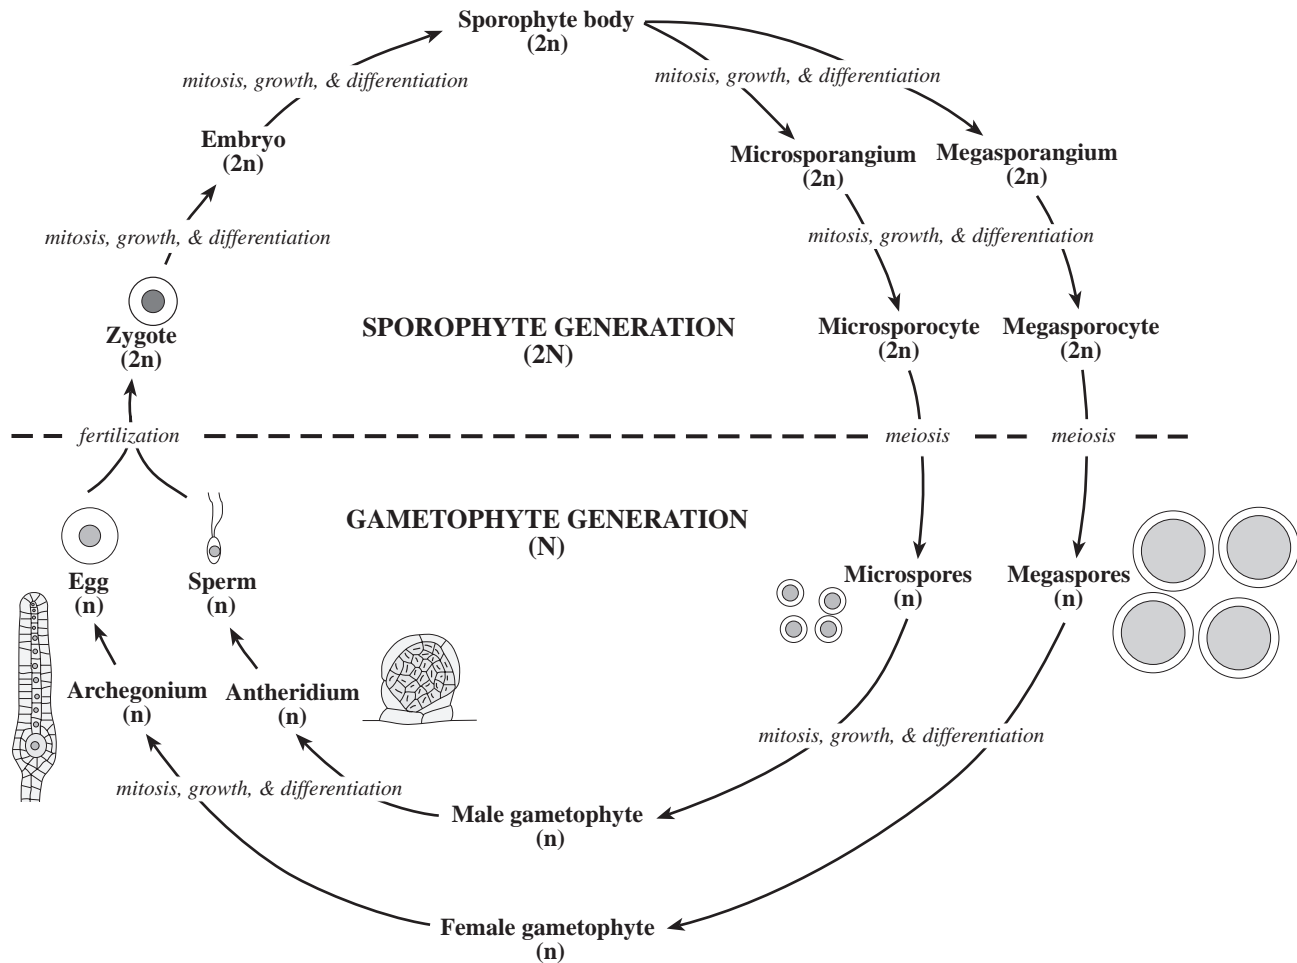 Sporophyte body
(2n)
mitosis, growth, & differentiation
mitosis, growth, & differentiation
Embryo
(2n)
Microsporangium
(2n)
Megasporangium
(2n)
mitosis, growth, & differentiation
mitosis, growth, & differentiation
Zygote
(2n)
SPOROPHYTE GENERATION
(2N)
Microsporocyte
(2n)
Megasporocyte
(2n)
fertilization
meiosis
meiosis
GAMETOPHYTE GENERATION
(N)
Egg
(n)
Sperm
(n)
Microspores
(n)
Megaspores
(n)
Archegonium
(n)
Antheridium
(n)
mitosis, growth, & differentiation
mitosis, growth, & differentiation
Male gametophyte
(n)
Female gametophyte
(n)